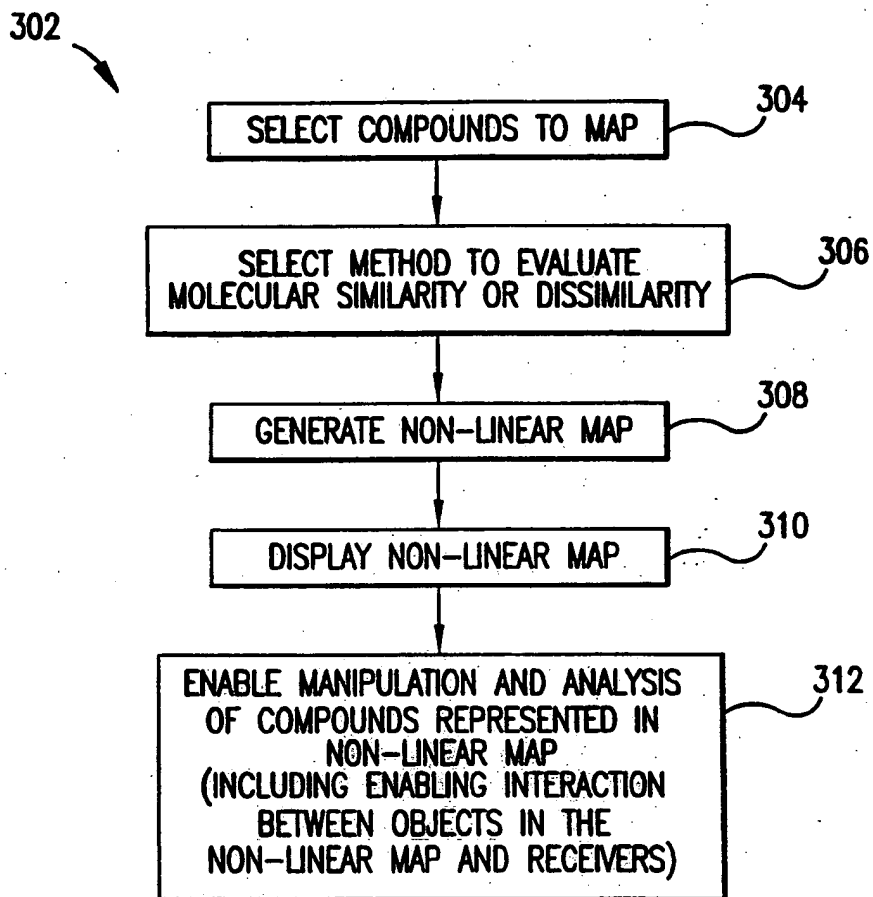 302
SELECT COMPOUNDS TO MAP
304
SELECT METHOD TO EVALUATE
MOLECULAR SIMILARITY OR DISSIMILARITY
306
GENERATE NON-LINEAR MAP
308
DISPLAY NON-LINEAR MAP
310
ENABLE MANIPULATION AND ANALYSIS
OF COMPOUNDS REPRESENTED IN
NON-LINEAR MAP
(INCLUDING ENABLING INTERACTION
BETWEEN OBJECTS IN THE
NON-LINEAR MAP AND RECEIVERS)
312